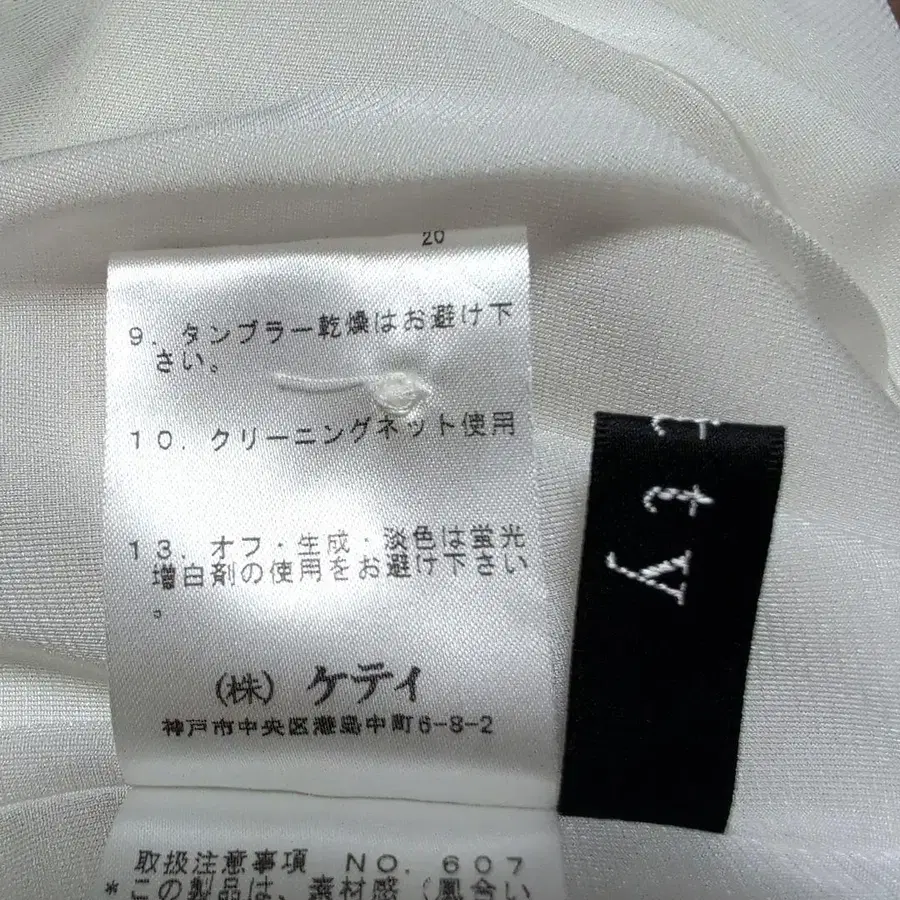 20
9. タンブラー乾燥はお避け下
さい。
10. クリーニングネット使用
13. オフ・生成・淡色は蛍光
増白剤の使用をお避け下さい
。
(株) ケティ
神戸市中央区港島中町6-8-2
取扱注意事項 NO. 607
*この製品は、素材感(風合い
tty